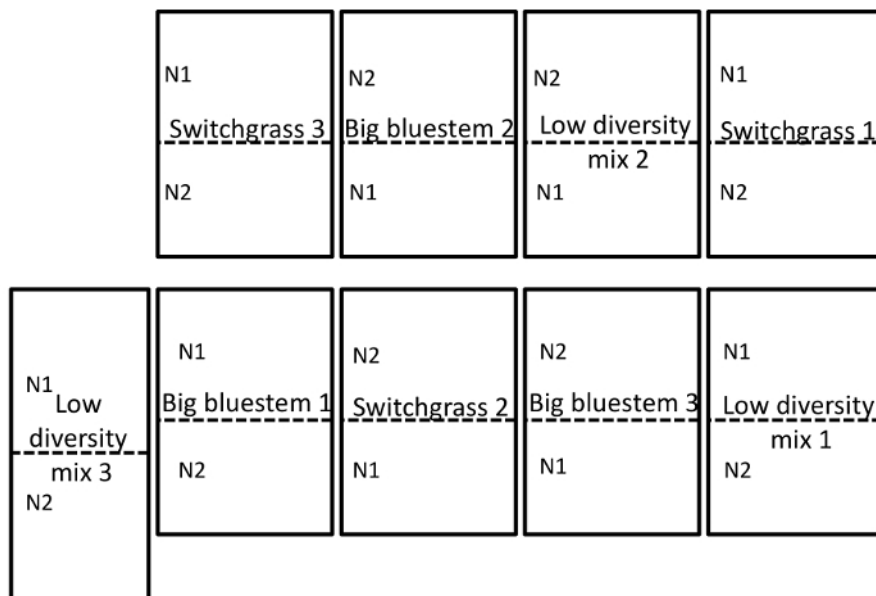 N1
Switchgrass 3
N2
N2
Big bluestem 2
N1
N2
Low diversity
mix 2
N1
N1
Switchgrass 1
N2
N1
Low
diversity
mix 3
N2
N1
Big bluestem 1
N2
N2
Switchgrass 2
N1
N2
Big bluestem 3
N1
N1
Low diversity
mix 1
N2